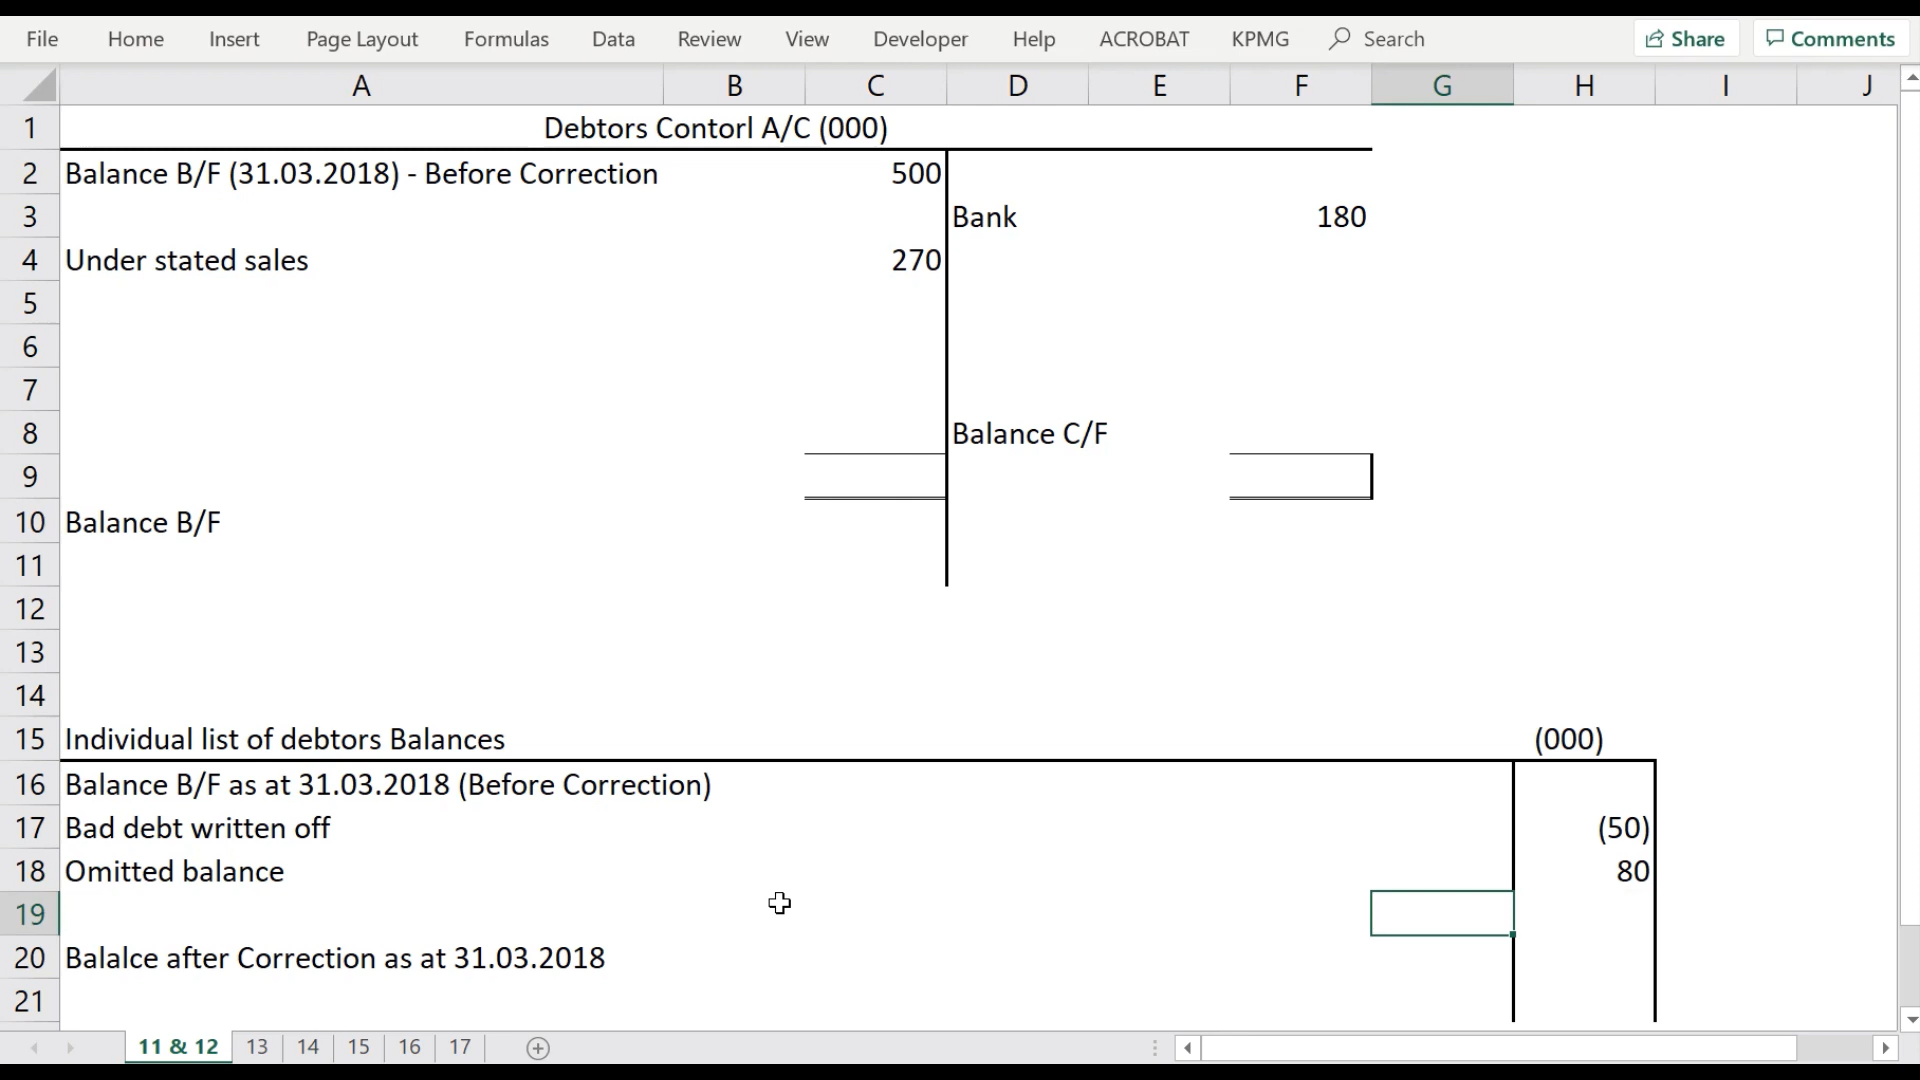 File Home Insert Page Layout Formulas Data Review View Developer Help ACROBAT KPMG Search Share Comments
A B C D E F G H I J
1 Debtors Contorl A/C (000)
2 Balance B/F (31.03.2018) - Before Correction 500
3 Bank 180
4 Under stated sales 270
5
6
7
8 Balance C/F
9
10 Balance B/F
11
12
13
14
15 Individual list of debtors Balances (000)
16 Balance B/F as at 31.03.2018 (Before Correction)
17 Bad debt written off (50)
18 Omitted balance 80
19
20 Balalce after Correction as at 31.03.2018
21
11 & 12 13 14 15 16 17